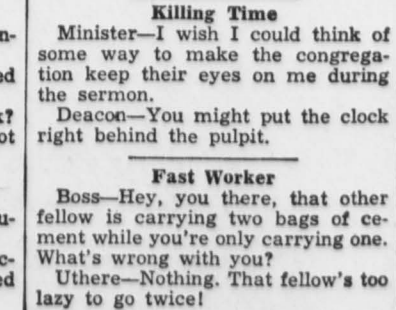 Killing Time
Minister—I wish I could think of
some way to make the congrega-
tion keep their eyes on me during
the sermon.
Deacon—You might put the clock
right behind the pulpit.
Fast Worker
Boss—Hey, you there, that other
fellow is carrying two bags of ce-
ment while you're only carrying one.
What's wrong with you?
Uthere—Nothing. That fellow's too
lazy to go twice!